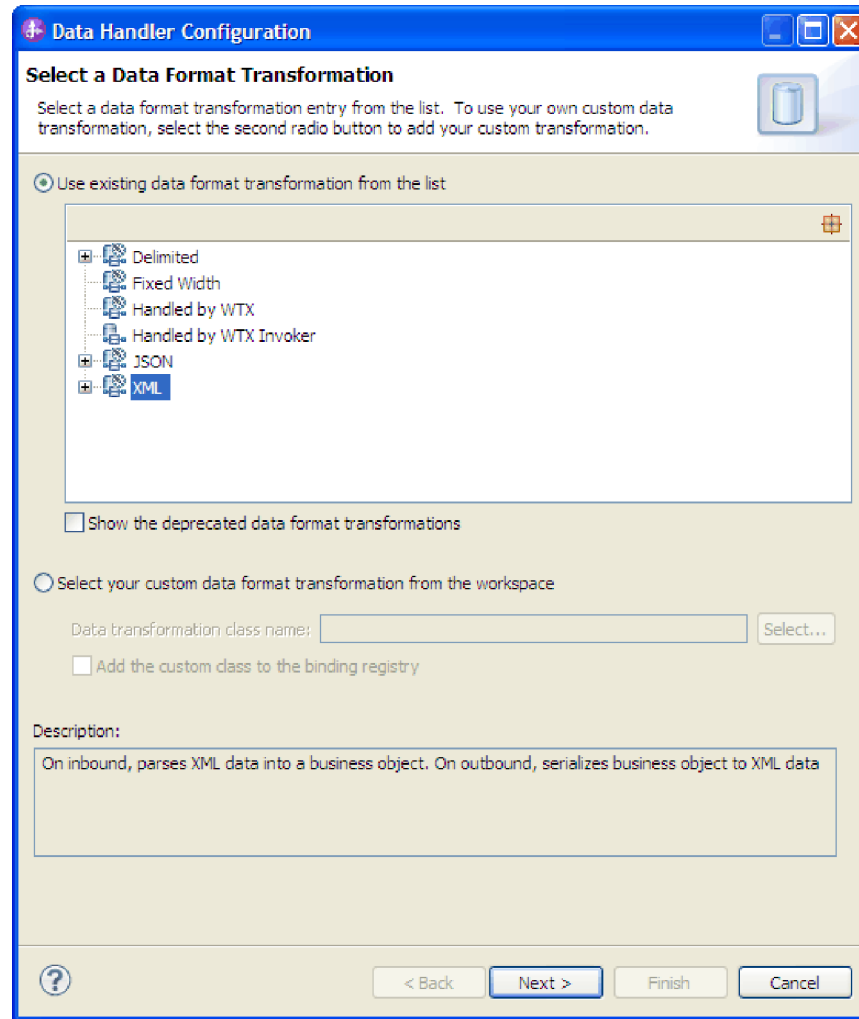 Data Handler Configuration
Select a Data Format Transformation
Select a data format transformation entry from the list. To use your own custom data
transformation, select the second radio button to add your custom transformation.
Use existing data format transformation from the list
Delimited
Fixed Width
Handled by WTX
Handled by WTX Invoker
JSON
XML
Show the deprecated data format transformations
Select your custom data format transformation from the workspace
Data transformation class name:
Select...
Add the custom class to the binding registry
Description:
On inbound, parses XML data into a business object. On outbound, serializes business object to XML data
?
< Back
Next >
Finish
Cancel